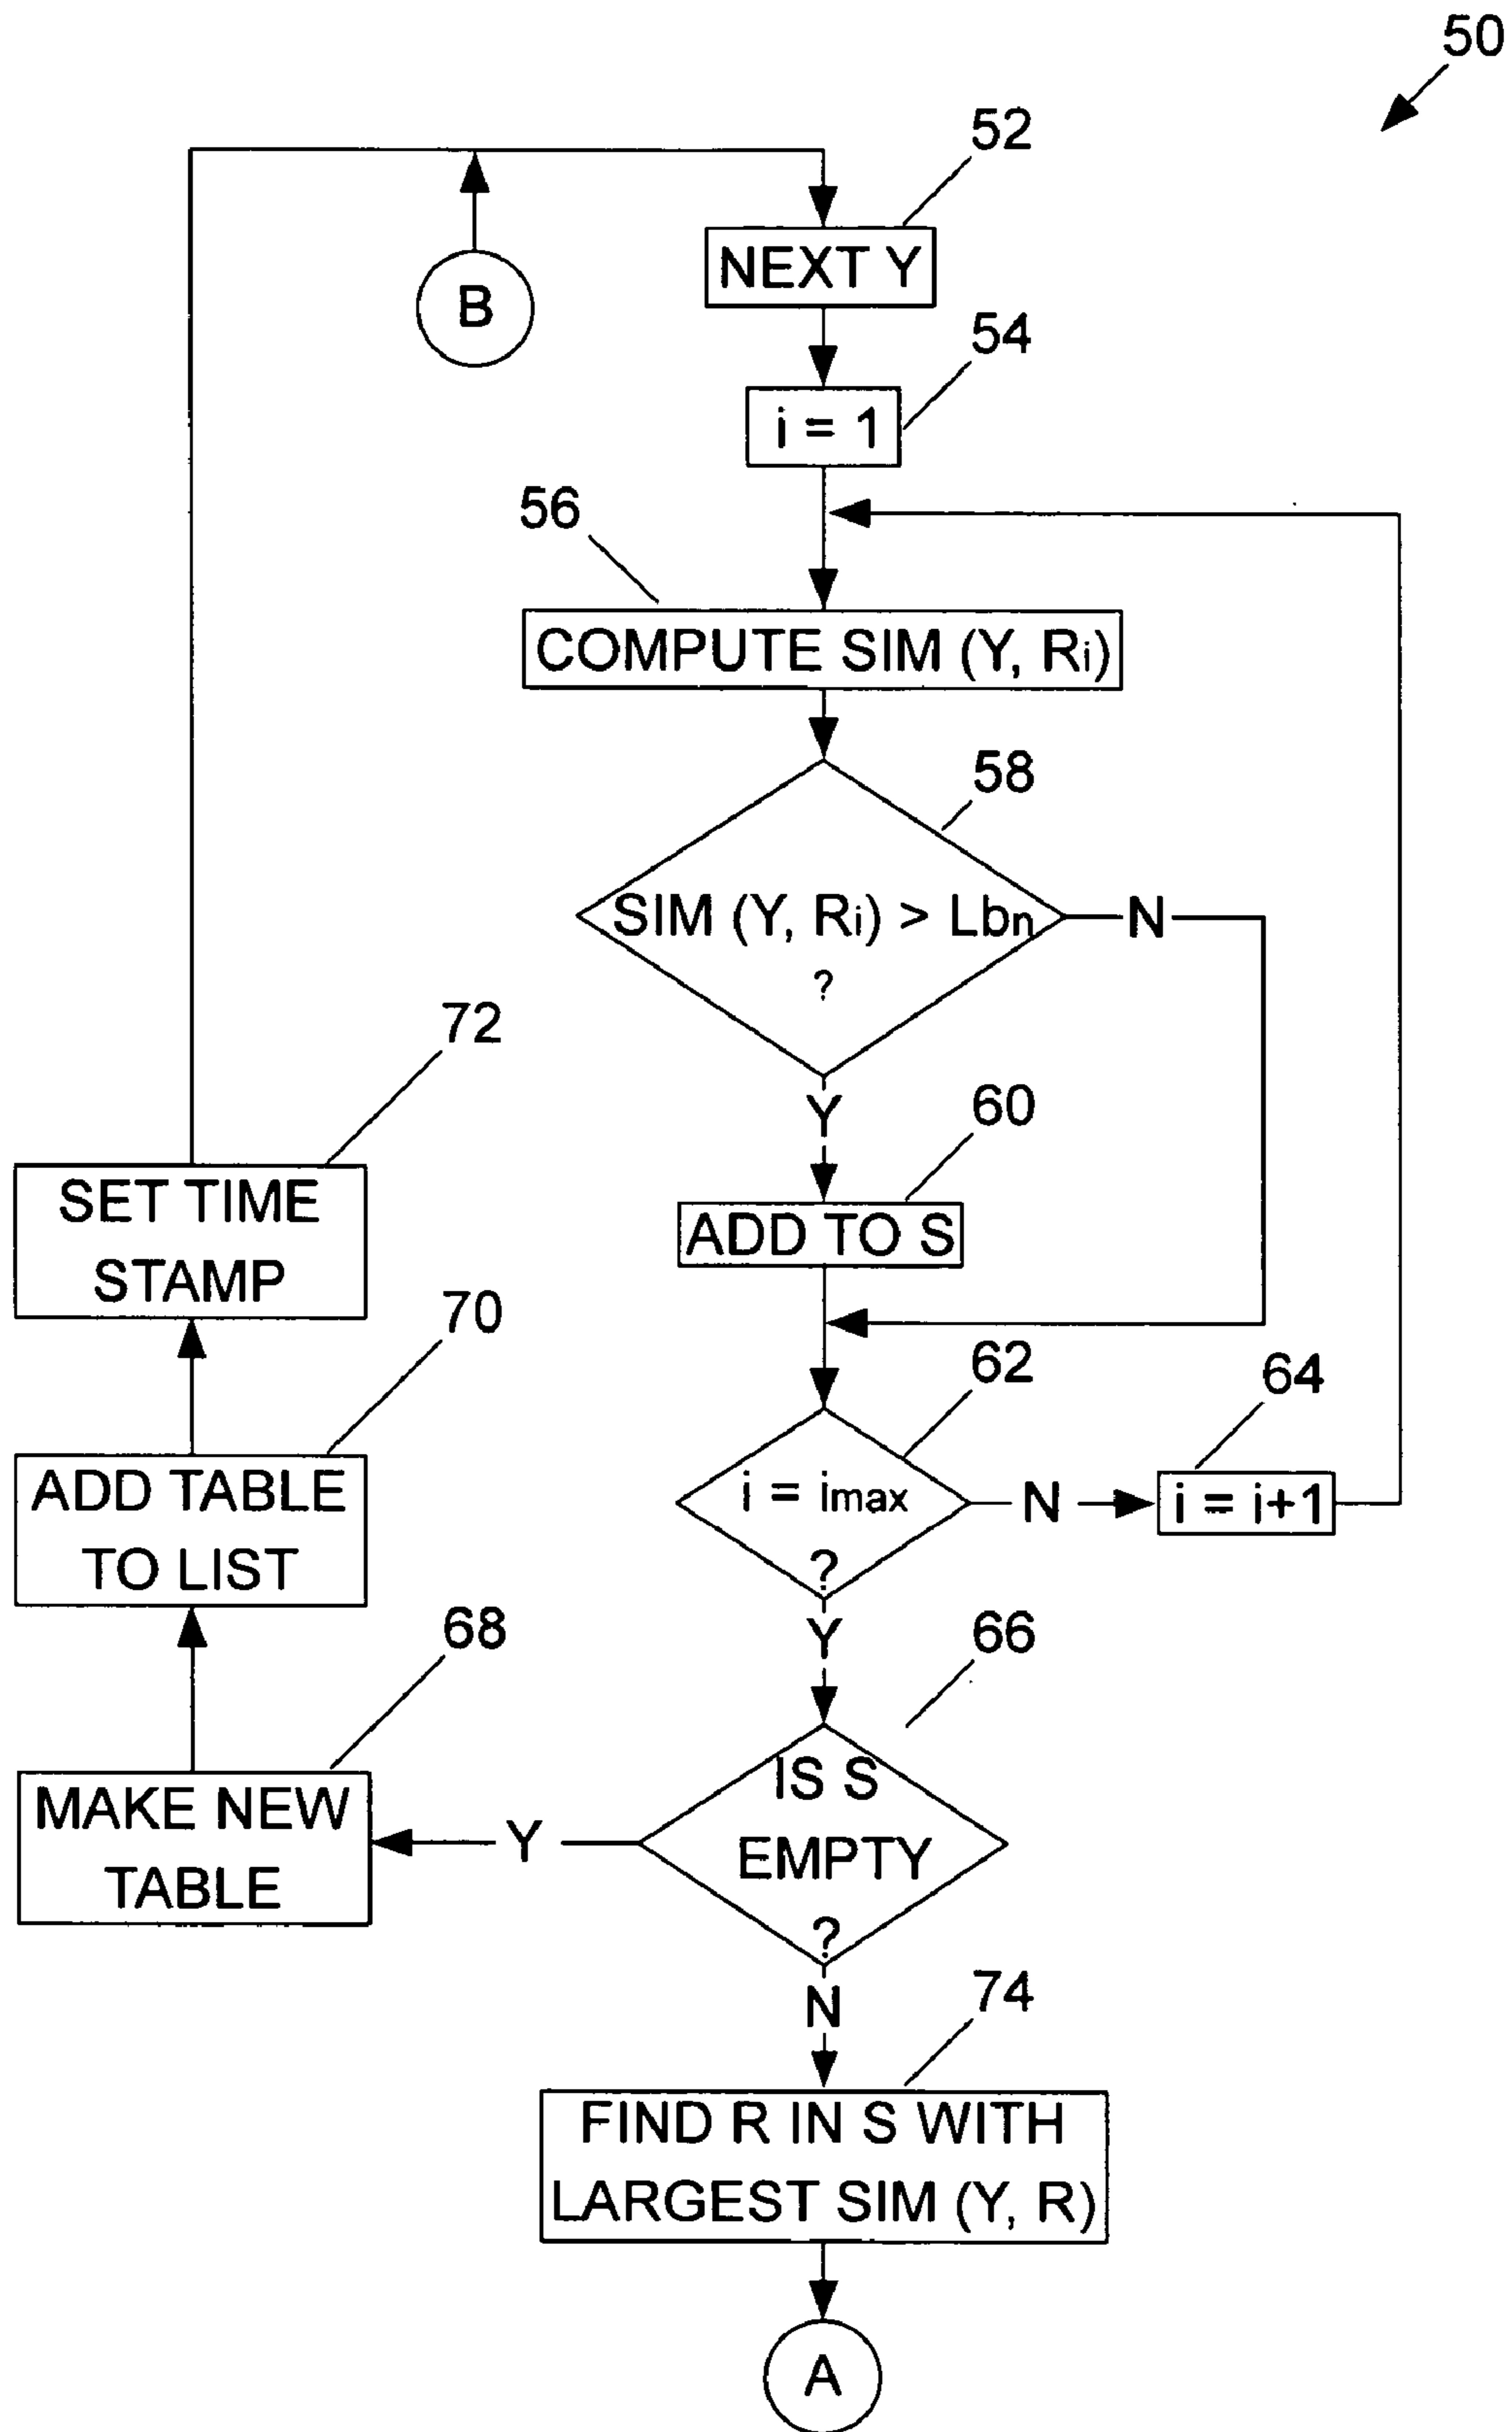 50
52
NEXT Y
B
54
i = 1
56
COMPUTE SIM (Y, Ri)
58
SIM (Y, Ri) > Lbn
?
N
72
Y
60
SET TIME
STAMP
ADD TO S
70
62
64
ADD TABLE
TO LIST
i = imax
?
N
i = i+1
68
Y
66
MAKE NEW
TABLE
Y
IS S
EMPTY
?
N
74
FIND R IN S WITH
LARGEST SIM (Y, R)
A